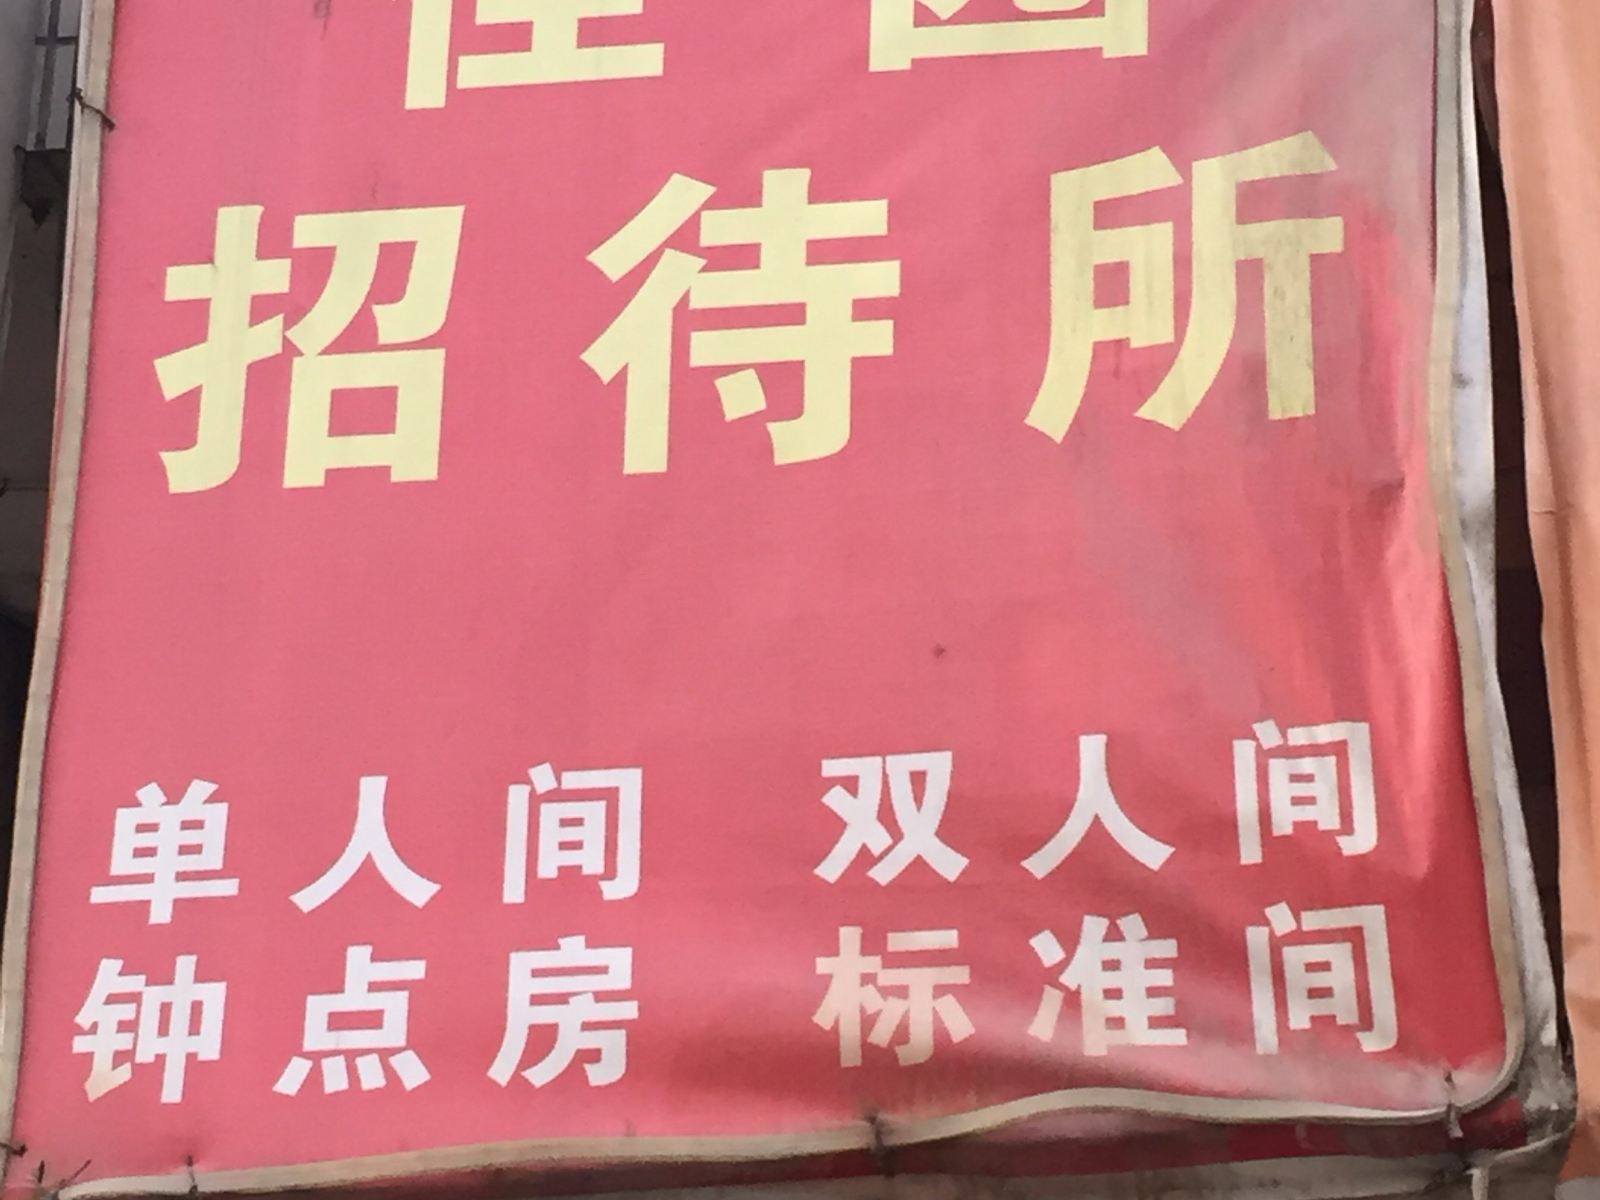 招待所
单人间 双人间
钟点房 标准间